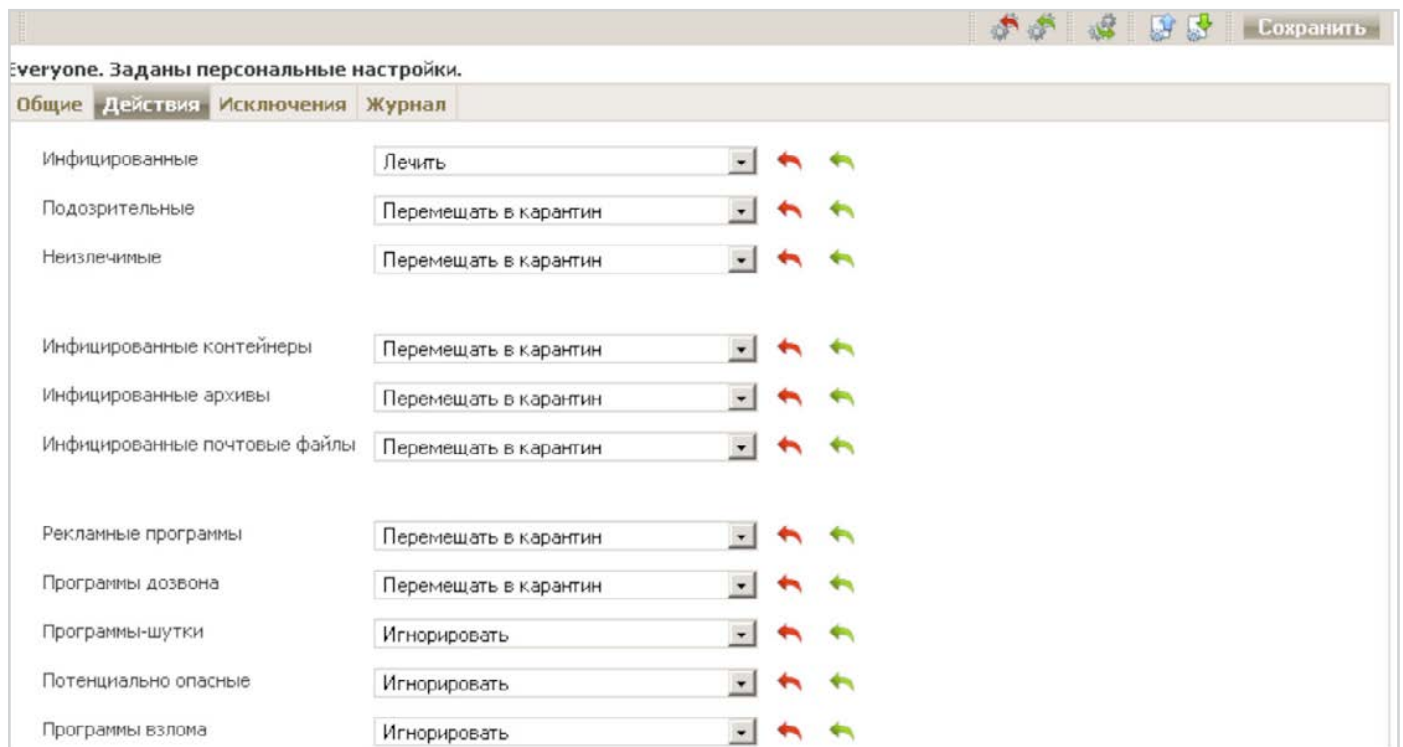 Сохранить
Everyone. Заданы персональные настройки.
Общие Действия Исключения Журнал
Инфицированные Лечить
Подозрительные Перемещать в карантин
Неизлечимые Перемещать в карантин
Инфицированные контейнеры Перемещать в карантин
Инфицированные архивы Перемещать в карантин
Инфицированные почтовые файлы Перемещать в карантин
Рекламные программы Перемещать в карантин
Программы дозвона Перемещать в карантин
Программы-шутки Игнорировать
Потенциально опасные Игнорировать
Программы взлома Игнорировать